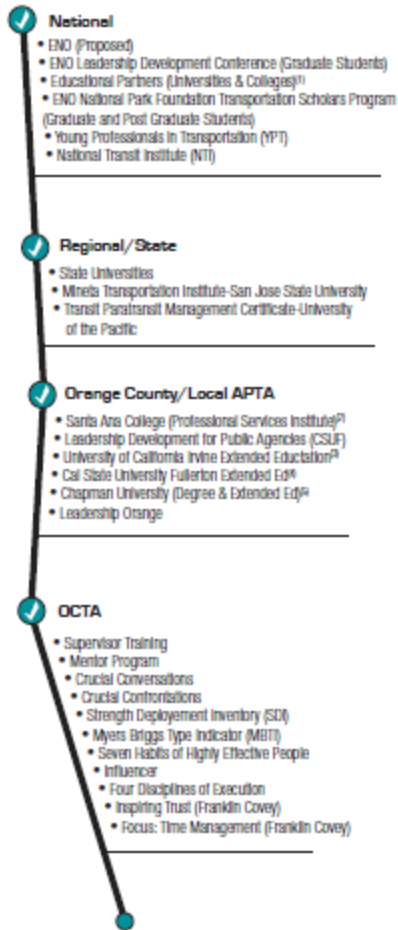 National
• ENO (Proposed)
• ENO Leadership Development Conference (Graduate Students)
• Educational Partners (Universities & Colleges)(1)
• ENO National Park Foundation Transportation Scholars Program
(Graduate and Post Graduate Students)
• Young Professionals in Transportation (YPT)
• National Transit Institute (NTI)
Regional/State
• State Universities
• Mineta Transportation Institute-San Jose State University
• Transit Paratransit Management Certificate-University
of the Pacific
Orange County/Local APTA
• Santa Ana College (Professional Services Institute)(2)
• Leadership Development for Public Agencies (CSUF)
• University of California Irvine Extended Eductation(3)
• Cal State University Fullerton Extended Ed(4)
• Chapman University (Degree & Extended Ed)(5)
• Leadership Orange
OCTA
• Supervisor Training
• Mentor Program
• Crucial Conversations
• Crucial Confrontations
• Strength Deployement Inventory (SDI)
• Myers Briggs Type Indicator (MBTI)
• Seven Habits of Highly Effective People
• Influencer
• Four Disciplines of Execution
• Inspiring Trust (Franklin Covey)
• Focus: Time Management (Franklin Covey)